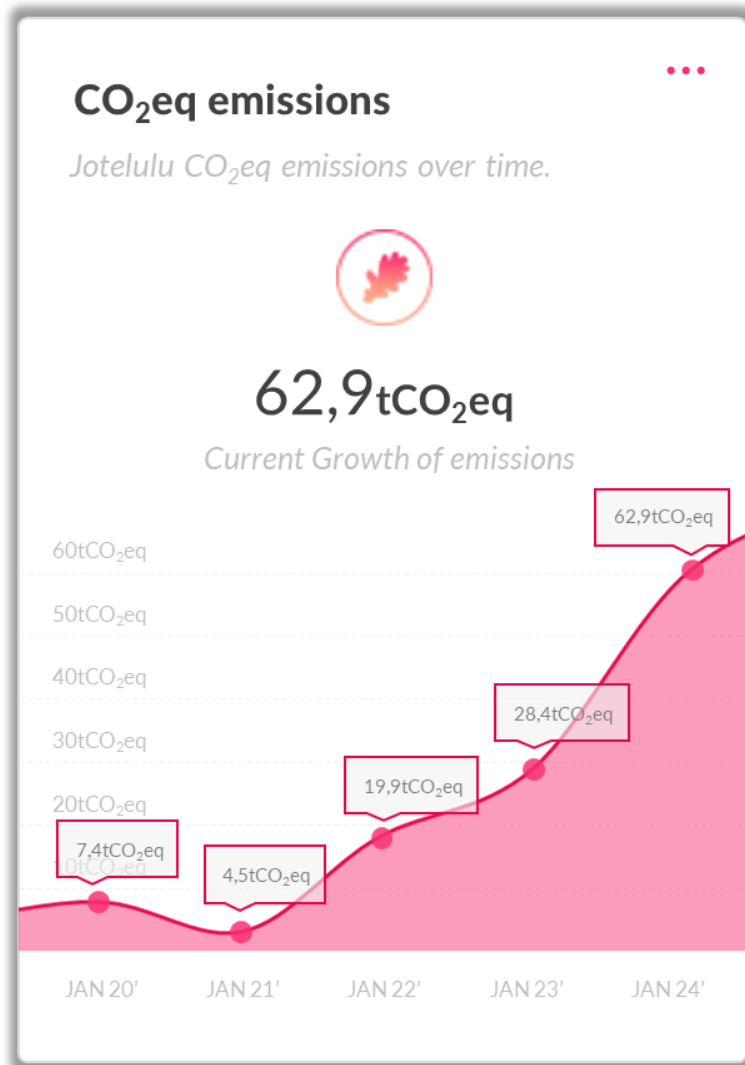 CO₂eq emissions
Jotelulu CO₂eq emissions over time.
62,9tCO₂eq
Current Growth of emissions
62,9tCO₂eq
60tCO₂eq
50tCO₂eq
40tCO₂eq
28,4tCO₂eq
30tCO₂eq
19,9tCO₂eq
20tCO₂eq
7,4tCO₂eq
10tCO₂eq
4,5tCO₂eq
JAN 20’ JAN 21’ JAN 22’ JAN 23’ JAN 24’